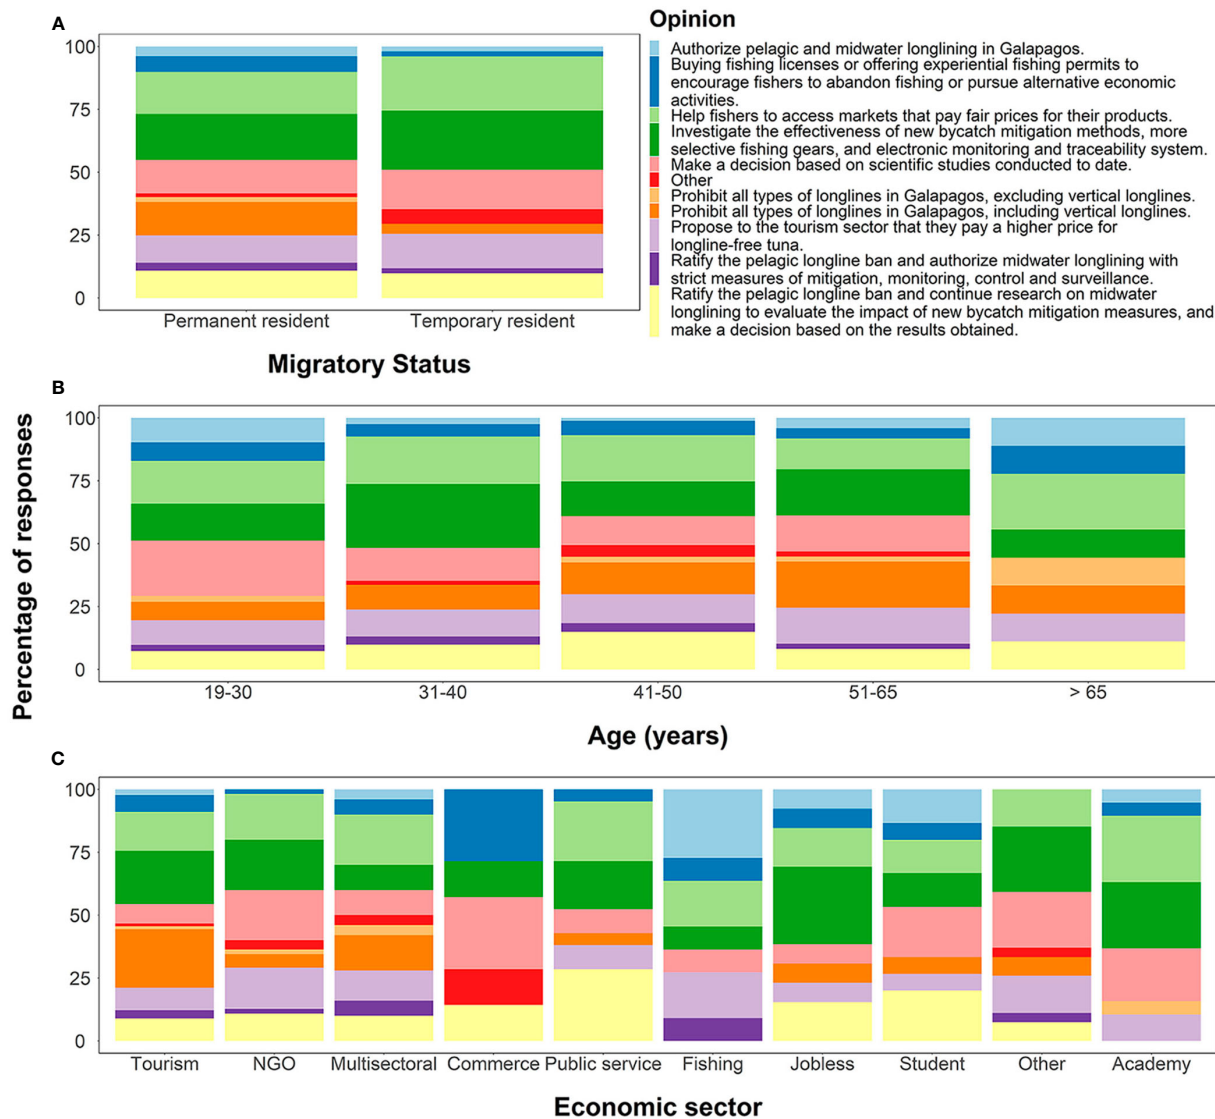 A
Opinion
Authorize pelagic and midwater longlining in Galapagos.
Buying fishing licenses or offering experiential fishing permits to
encourage fishers to abandon fishing or pursue alternative economic
activities.
Help fishers to access markets that pay fair prices for their products.
Investigate the effectiveness of new bycatch mitigation methods, more
selective fishing gears, and electronic monitoring and traceability system.
Make a decision based on scientific studies conducted to date.
Other
Prohibit all types of longlines in Galapagos, excluding vertical longlines.
Prohibit all types of longlines in Galapagos, including vertical longlines.
Propose to the tourism sector that they pay a higher price for
longline-free tuna.
Ratify the pelagic longline ban and authorize midwater longlining with
strict measures of mitigation, monitoring, control and surveillance.
Ratify the pelagic longline ban and continue research on midwater
longlining to evaluate the impact of new bycatch mitigation measures, and
make a decision based on the results obtained.
100
75
50
25
0
Permanent resident Temporary resident
Migratory Status
B
Percentage of responses
100
75
50
25
0
19-30 31-40 41-50 51-65 > 65
Age (years)
C
100
75
50
25
0
Tourism NGO Multisectoral Commerce Public service Fishing Jobless Student Other Academy
Economic sector